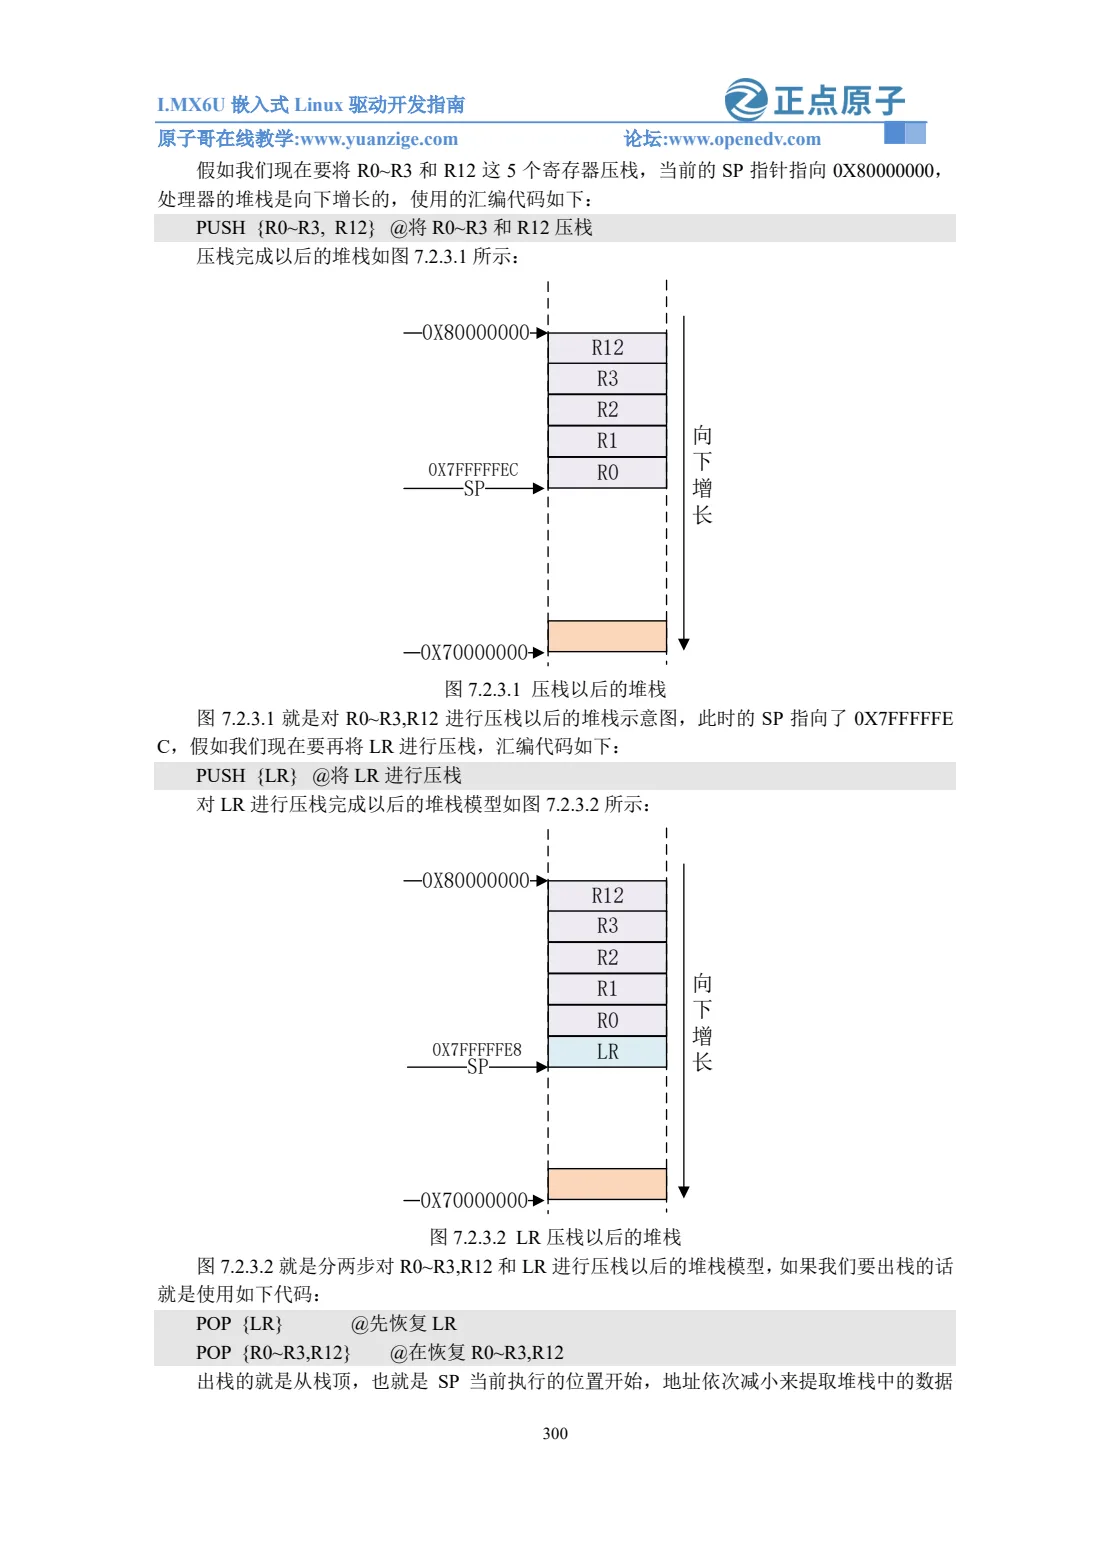 I.MX6U 嵌入式 Linux 驱动开发指南
正点原子
原子哥在线教学:www.yuanzige.com 论坛:www.openedv.com
假如我们现在要将 R0~R3 和 R12 这 5 个寄存器压栈，当前的 SP 指针指向 0X80000000，
处理器的堆栈是向下增长的，使用的汇编代码如下：
PUSH {R0~R3, R12} @将 R0~R3 和 R12 压栈
压栈完成以后的堆栈如图 7.2.3.1 所示：
0X80000000
R12
R3
R2
R1
R0
0X7FFFFFEC
SP
向下增长
0X70000000
图 7.2.3.1 压栈以后的堆栈
图 7.2.3.1 就是对 R0~R3,R12 进行压栈以后的堆栈示意图，此时的 SP 指向了 0X7FFFFFE
C，假如我们现在要再将 LR 进行压栈，汇编代码如下：
PUSH {LR} @将 LR 进行压栈
对 LR 进行压栈完成以后的堆栈模型如图 7.2.3.2 所示：
0X80000000
R12
R3
R2
R1
R0
LR
0X7FFFFFE8
SP
向下增长
0X70000000
图 7.2.3.2 LR 压栈以后的堆栈
图 7.2.3.2 就是分两步对 R0~R3,R12 和 LR 进行压栈以后的堆栈模型，如果我们要出栈的话
就是使用如下代码：
POP {LR} @先恢复 LR
POP {R0~R3,R12} @在恢复 R0~R3,R12
出栈的就是从栈顶，也就是 SP 当前执行的位置开始，地址依次减小来提取堆栈中的数据
300